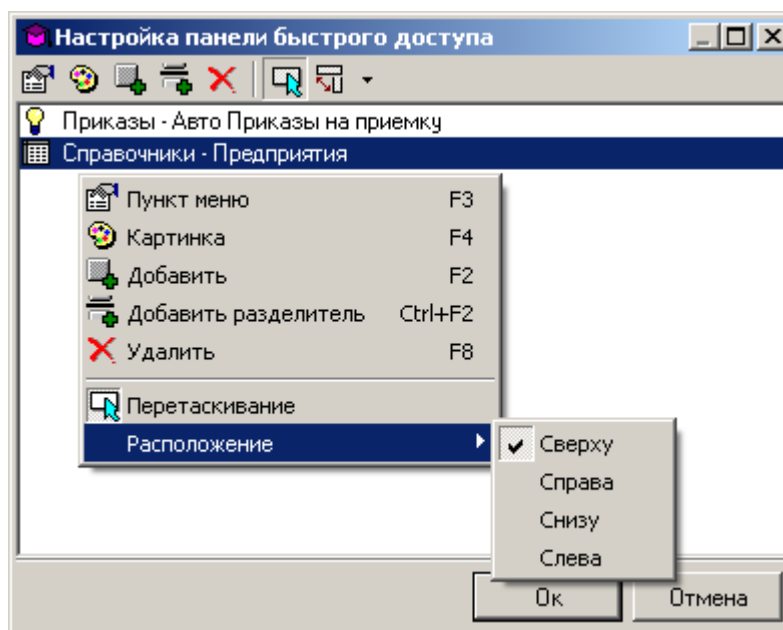 Настройка панели быстрого доступа
Приказы - Авто Приказы на приемку
Справочники - Предприятия
Пункт меню F3
Картинка F4
Добавить F2
Добавить разделитель Ctrl+F2
Удалить F8
Перетаскивание
Расположение
Сверху
Справа
Снизу
Слева
Ок Отмена